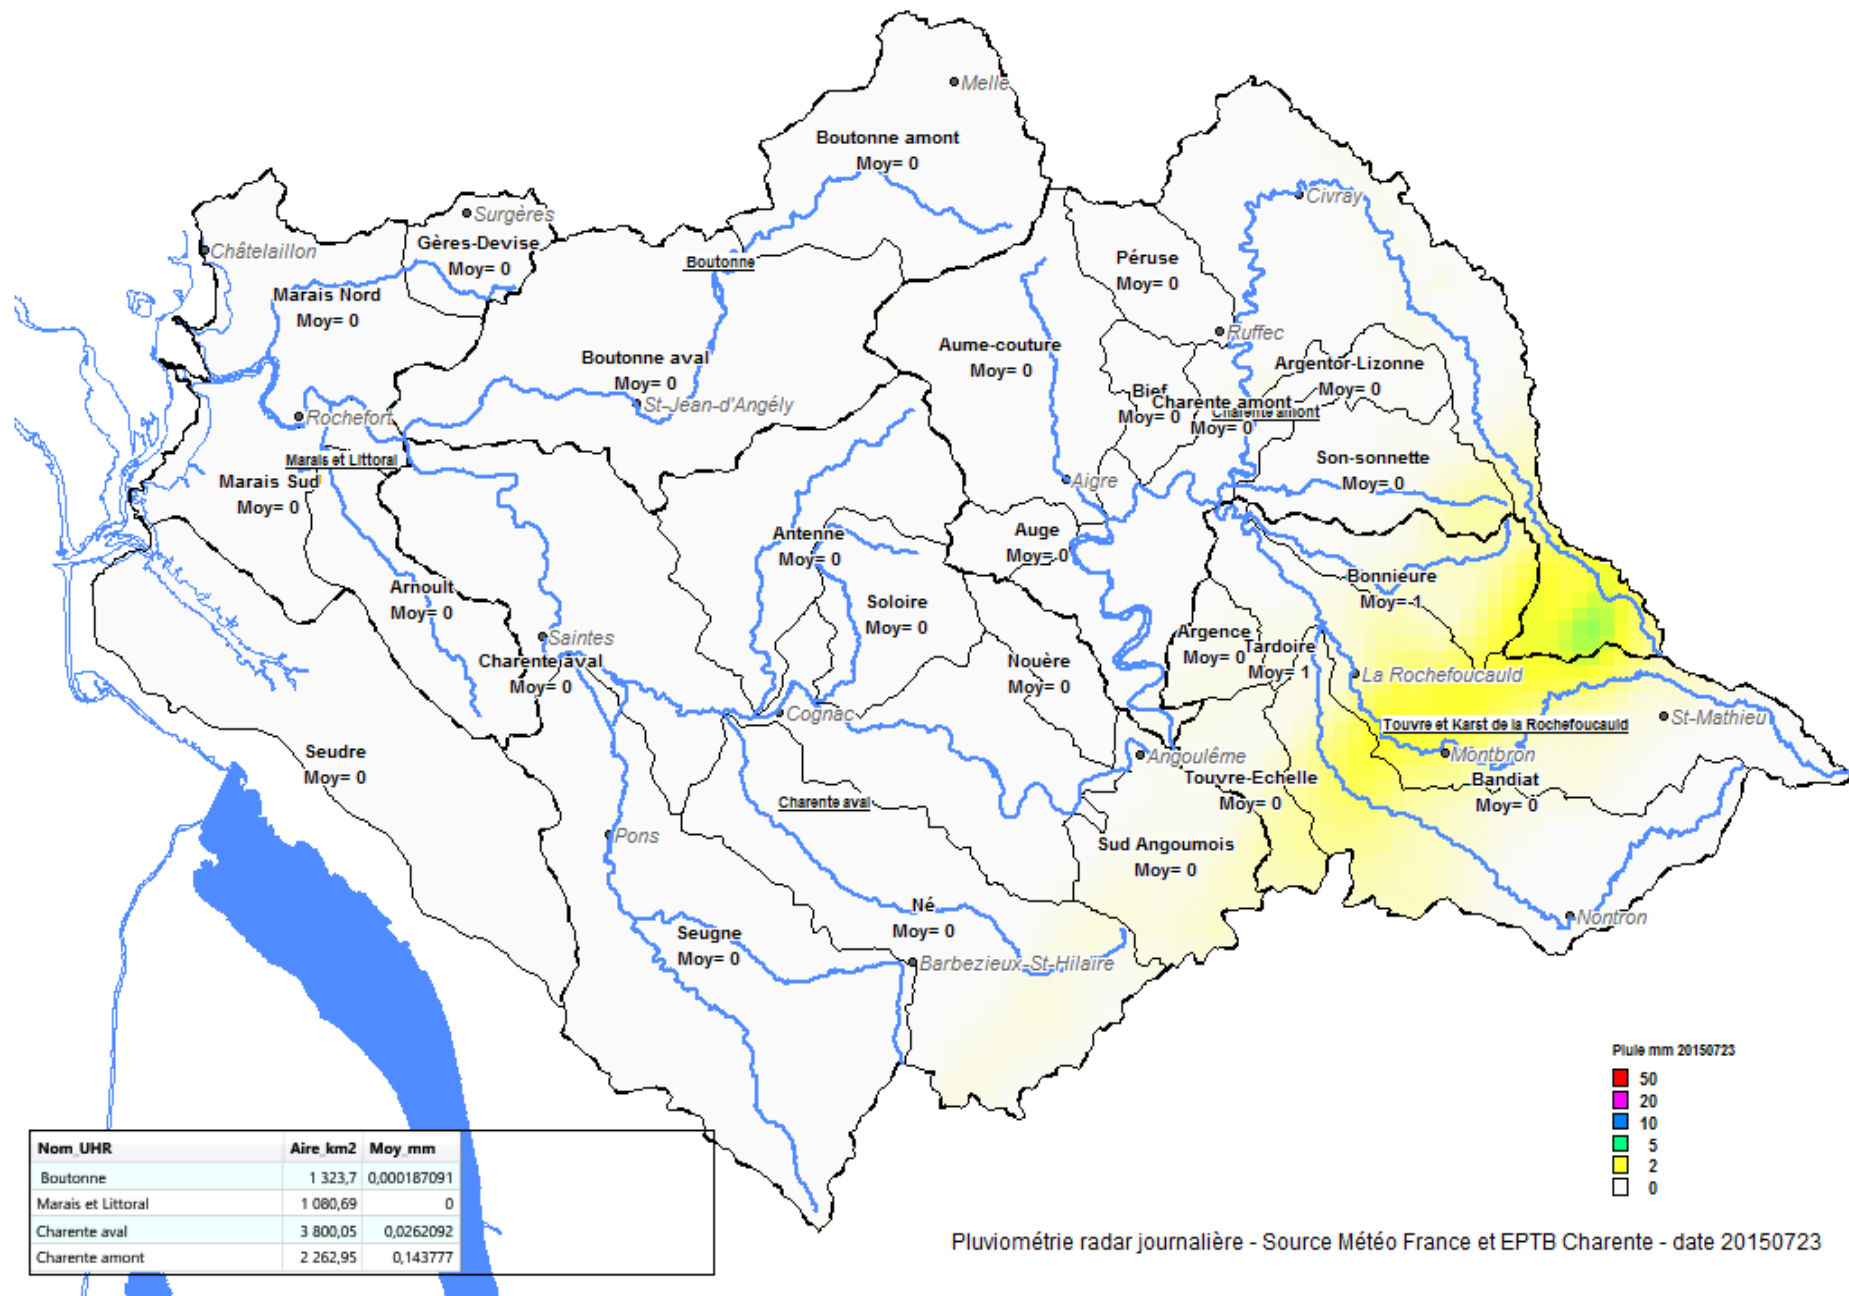 Melle
Boutonne amont
Moy= 0
Civray
Surgères
Gères-Devise
Moy= 0
Châtelaillon
Boutonne
Péruse
Moy= 0
Marais Nord
Moy= 0
Ruffec
Boutonne aval
Moy= 0
Aume-couture
Moy= 0
Argentor-Lizonne
Moy= 0
Bief
Moy= 0
Charente amont
Moy= 0
Charente amont
St-Jean-d'Angély
Rochefort
Marais et Littoral
Marais Sud
Moy= 0
Son-sonnette
Moy= 0
Aigre
Antenne
Moy= 0
Auge
Moy= 0
Bonnieure
Moy= 1
Arnoult
Moy= 0
Soloire
Moy= 0
Saintes
Argence
Moy= 0
Tardoire
Moy= 1
Charente aval
Moy= 0
Nouère
Moy= 0
La Rochefoucauld
Cognac
St-Mathieu
Touvre et Karst de la Rochefoucauld
Seudre
Moy= 0
Angoulême
Montbron
Touvre-Echelle
Moy= 0
Bandiat
Moy= 0
Charente aval
Pons
Sud Angoumois
Moy= 0
Né
Moy= 0
Nontron
Seugne
Moy= 0
Barbezieux-St-Hilaire
Pluie mm 20150723
50
20
10
5
2
0
Nom_UHR Aire_km2 Moy_mm
Boutonne 1 323,7 0,000187091
Marais et Littoral 1 080,69 0
Charente aval 3 800,05 0,0262092
Charente amont 2 262,95 0,143777
Pluviométrie radar journalière - Source Météo France et EPTB Charente - date 20150723